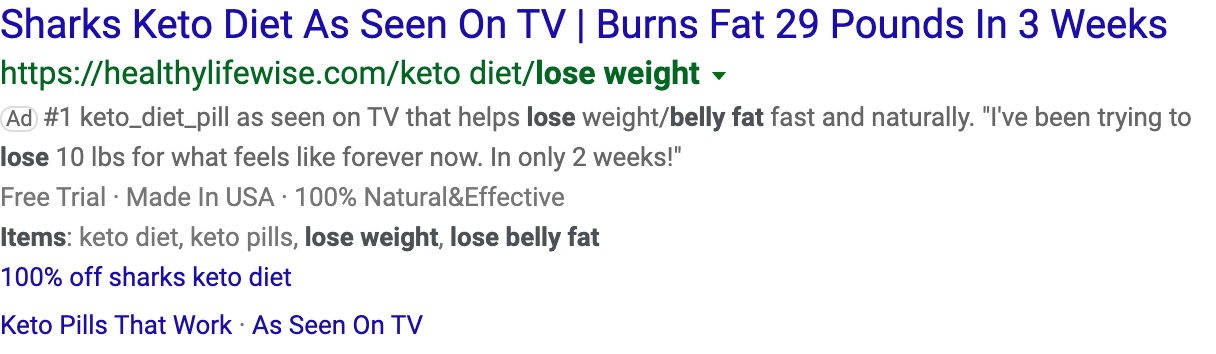 Sharks Keto Diet As Seen On TV | Burns Fat 29 Pounds In 3 Weeks
https://healthylifewise.com/keto diet/lose weight
Ad #1 keto_diet_pill as seen on TV that helps lose weight/belly fat fast and naturally. "I've been trying to
lose 10 lbs for what feels like forever now. In only 2 weeks!"
Free Trial · Made In USA · 100% Natural&Effective
Items: keto diet, keto pills, lose weight, lose belly fat
100% off sharks keto diet
Keto Pills That Work · As Seen On TV